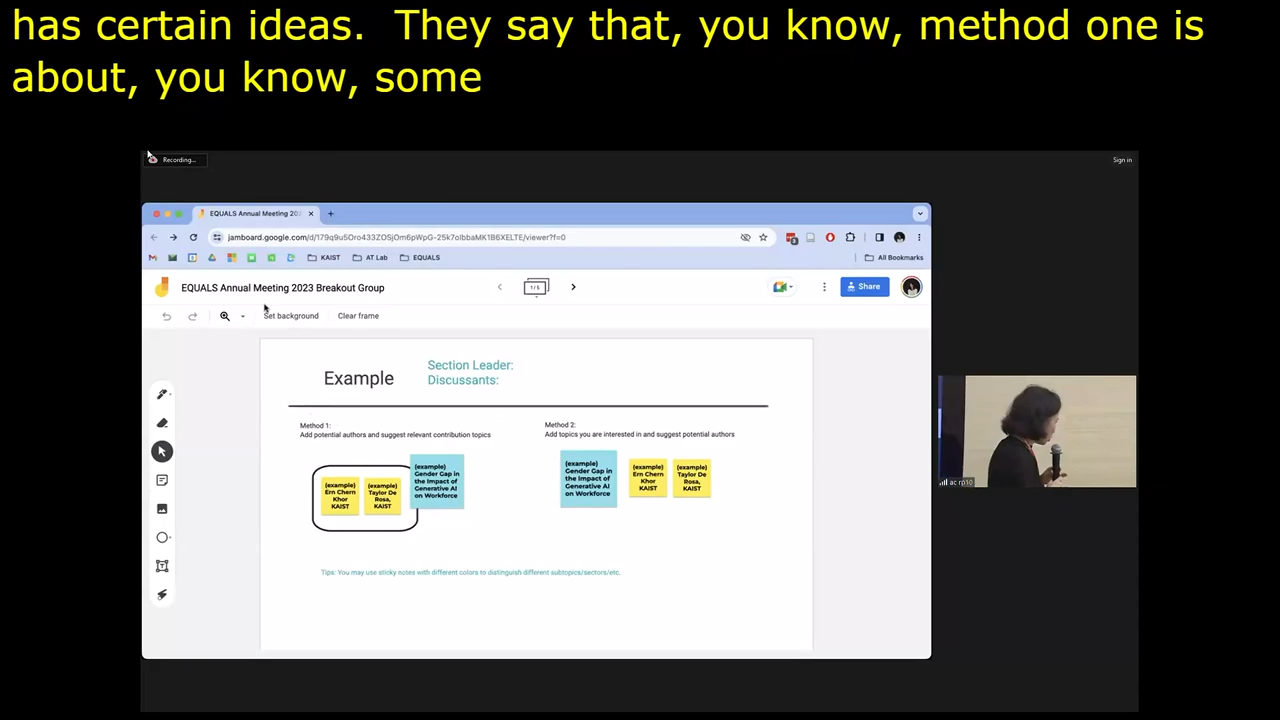 has certain ideas.  They say that, you know, method one is
about, you know, some
Recording...
Sign in
EQUALS Annual Meeting 202
jamboard.google.com/d/179q9u5Oro433ZOSjOm6pWpG-25k7olbbaMK1B6XELTE/viewer?f=0
KAIST
AT Lab
EQUALS
All Bookmarks
EQUALS Annual Meeting 2023 Breakout Group
1/5
Share
Set background
Clear frame
Example
Section Leader:
Discussants:
Method 1:
Add potential authors and suggest relevant contribution topics
(example)
Ern Chern
Khor
KAIST
(example)
Taylor De
Rosa,
KAIST
(example)
Gender Gap in
the Impact of
Generative AI
on Workforce
Method 2:
Add topics you are interested in and suggest potential authors
(example)
Gender Gap in
the Impact of
Generative AI
on Workforce
(example)
Ern Chern
Khor
KAIST
(example)
Taylor De
Rosa,
KAIST
Tips: You may use sticky notes with different colors to distinguish different subtopics/sectors/etc.
ac rp10